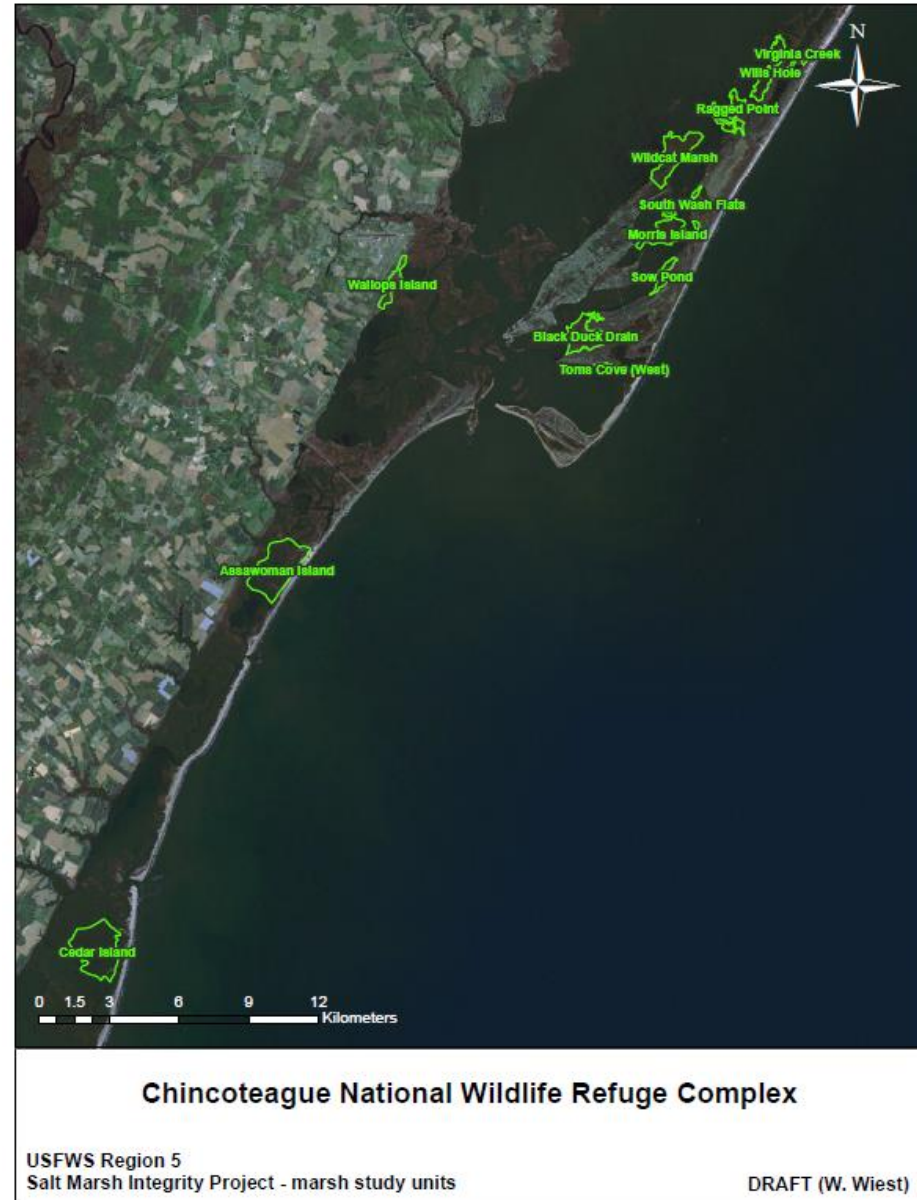 N
Virginia Creek
Wills Hole
Ragged Point
Wildcat Marsh
South Wash Flats
Morris Island
Sow Pond
Wallops Island
Black Duck Drain
Toms Cove (West)
Assawoman Island
Cedar Island
0 1.5 3 6 9 12
Kilometers
Chincoteague National Wildlife Refuge Complex
USFWS Region 5
Salt Marsh Integrity Project - marsh study units
DRAFT (W. Wiest)